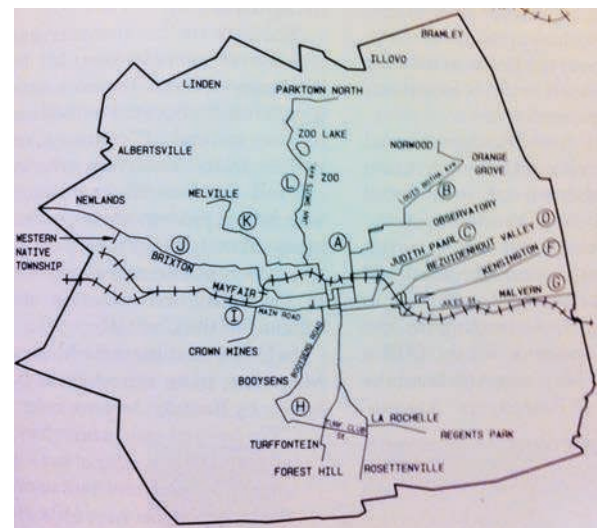 BRAMLEY
ILLOVO
LINDEN
PARKTOWN NORTH
ZOO LAKE
NORWOOD
ALBERTSVILLE
ORANGE
GROVE
L
JAN SMUTS AVE.
ZOO
LOUIS BOTHA AVE.
B
MELVILLE
NEWLANDS
K
OBSERVATORY
A
JUDITH PAARL
C
BEZUIDENHOUT VALLEY
D
WESTERN
NATIVE
TOWNSHIP
J
BRIXTON
KENSINGTON
F
MAYFAIR
JULES ST.
MALVERN
G
I
MAIN ROAD
CROWN MINES
BOOYSENS ROAD
BOOYSENS
H
TURF CLUB
ST.
LA ROCHELLE
REGENTS PARK
TURFFONTEIN
FOREST HILL
ROSETTENVILLE